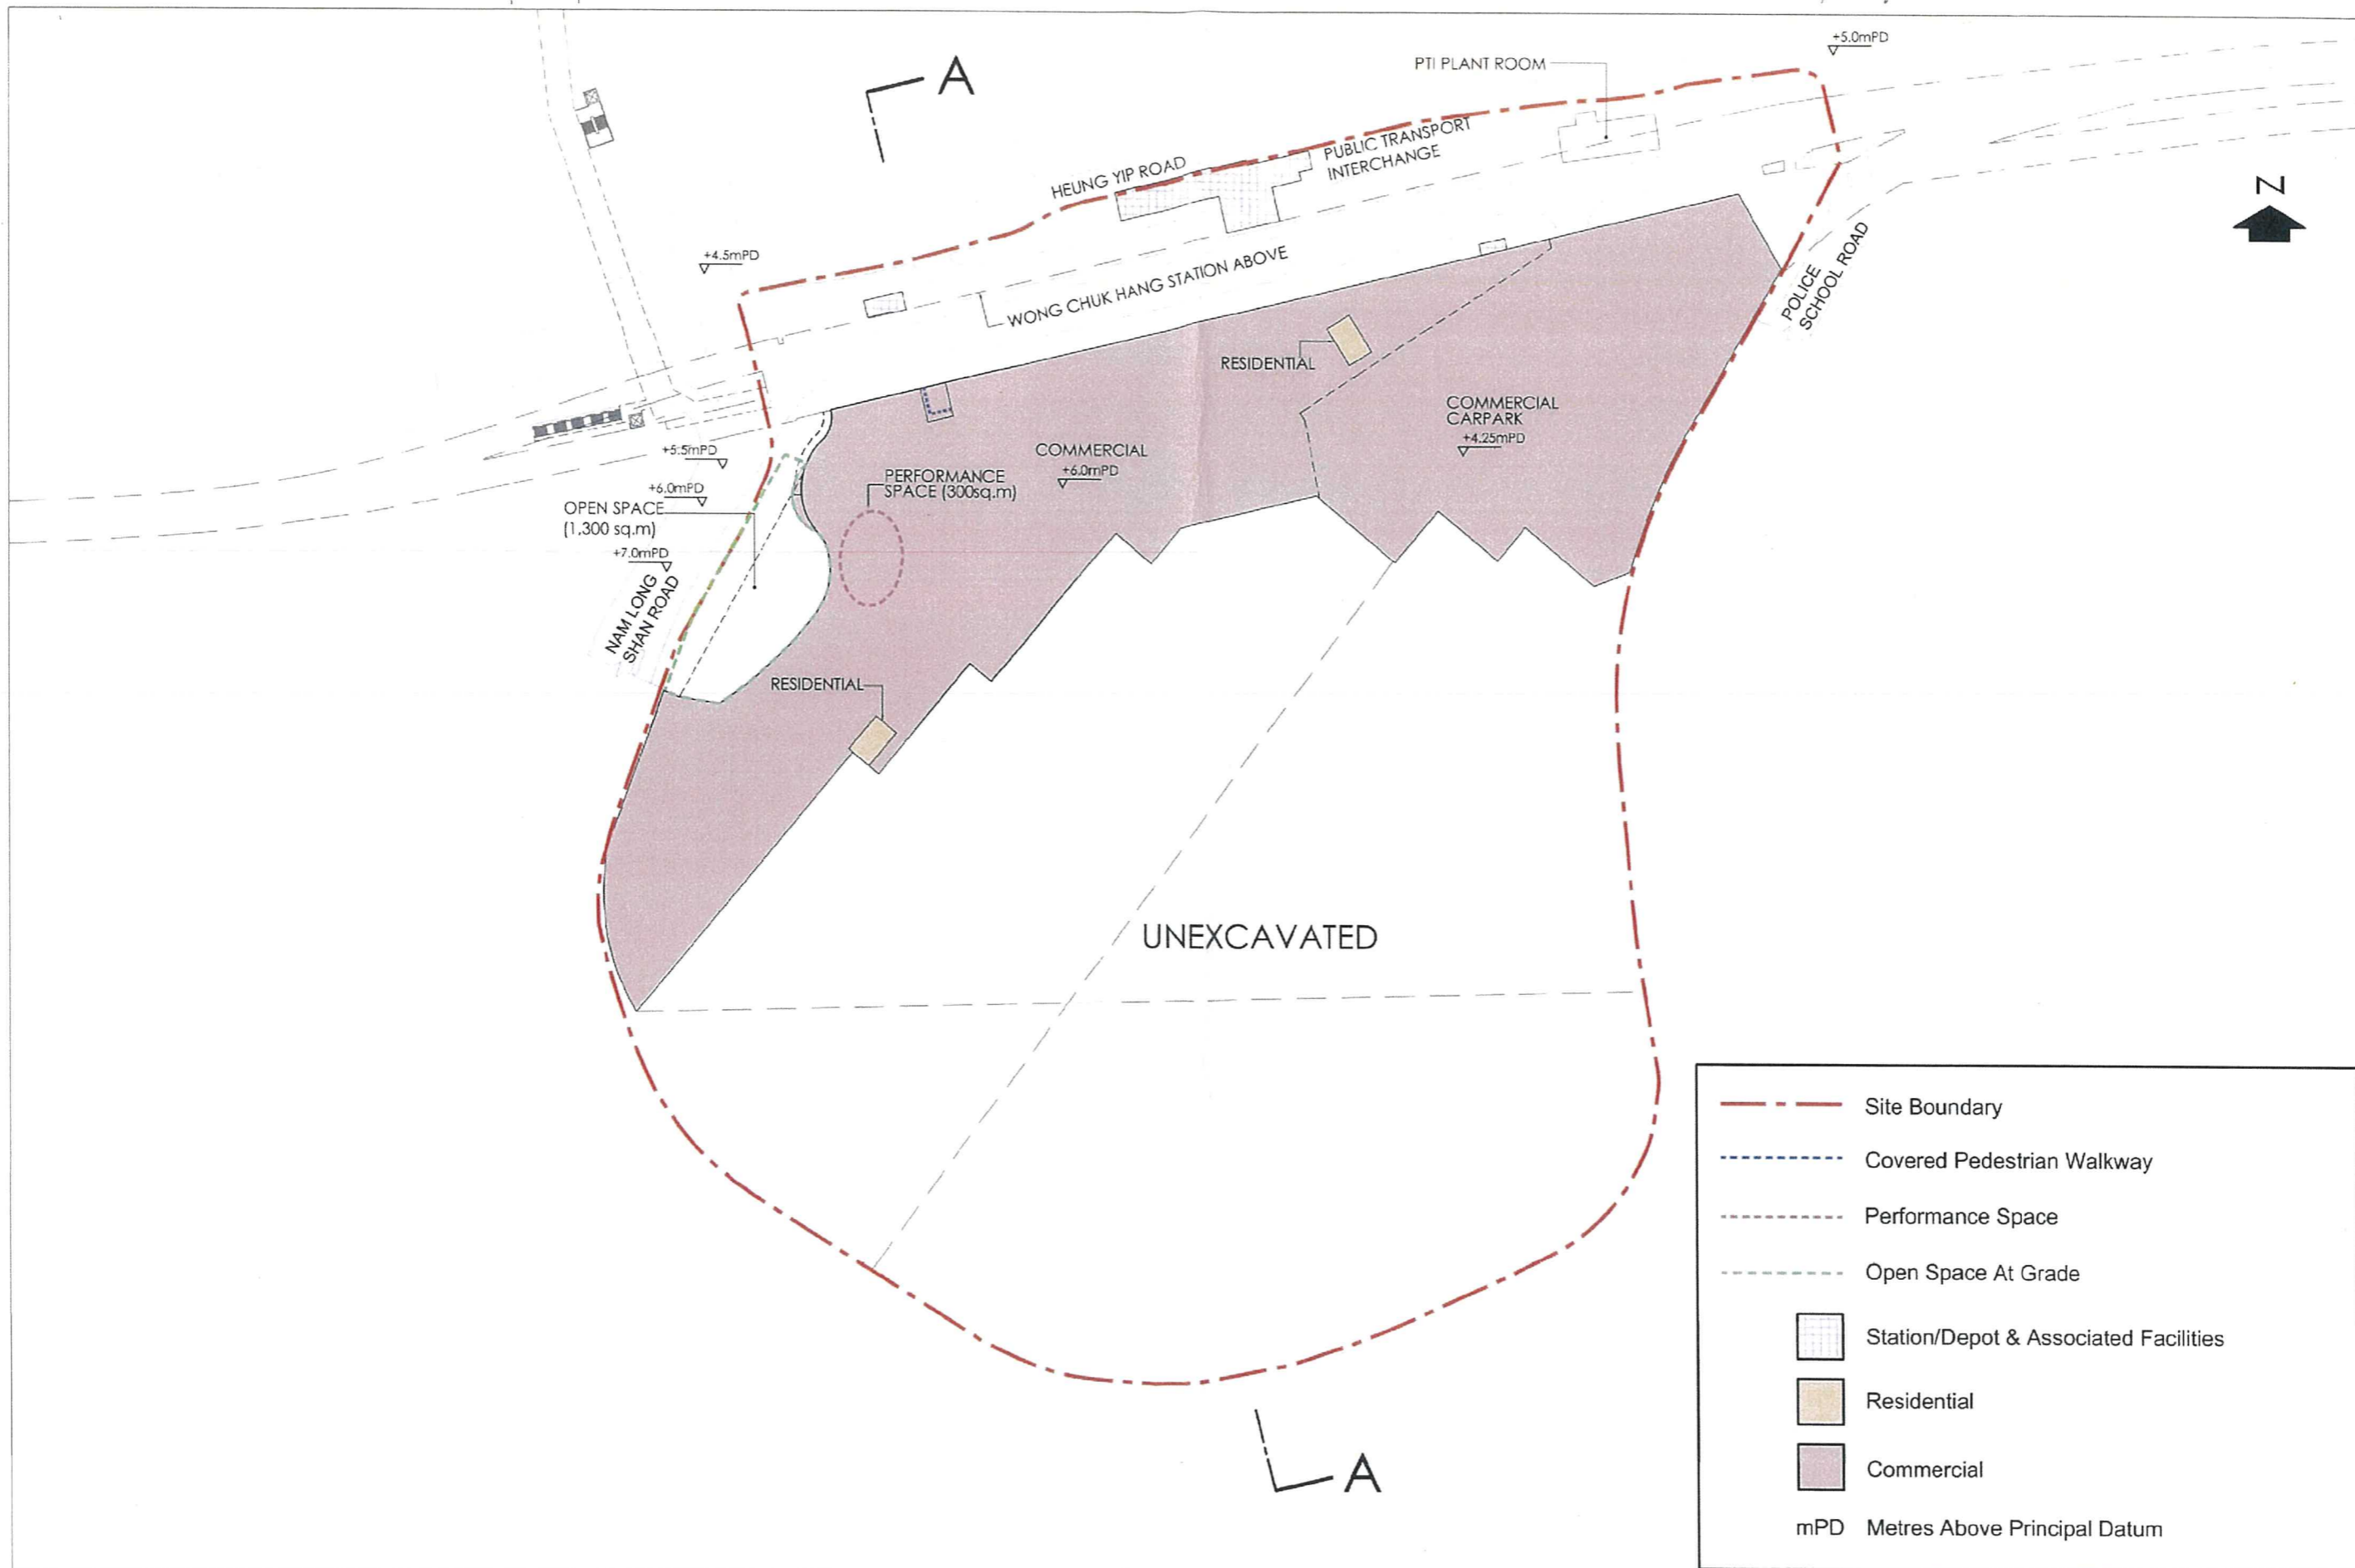 +5.0mPD
PTI PLANT ROOM
A
PUBLIC TRANSPORT
INTERCHANGE
HEUNG YIP ROAD
N
+4.5mPD
WONG CHUK HANG STATION ABOVE
POLICE
SCHOOL ROAD
RESIDENTIAL
COMMERCIAL
CARPARK
+4.25mPD
+5.5mPD
COMMERCIAL
+6.0mPD
PERFORMANCE
SPACE (300sq.m)
+6.0mPD
OPEN SPACE
(1,300 sq.m)
+7.0mPD
NAM LONG
SHAN ROAD
RESIDENTIAL
UNEXCAVATED
A
Site Boundary
Covered Pedestrian Walkway
Performance Space
Open Space At Grade
Station/Depot & Associated Facilities
Residential
Commercial
mPD Metres Above Principal Datum